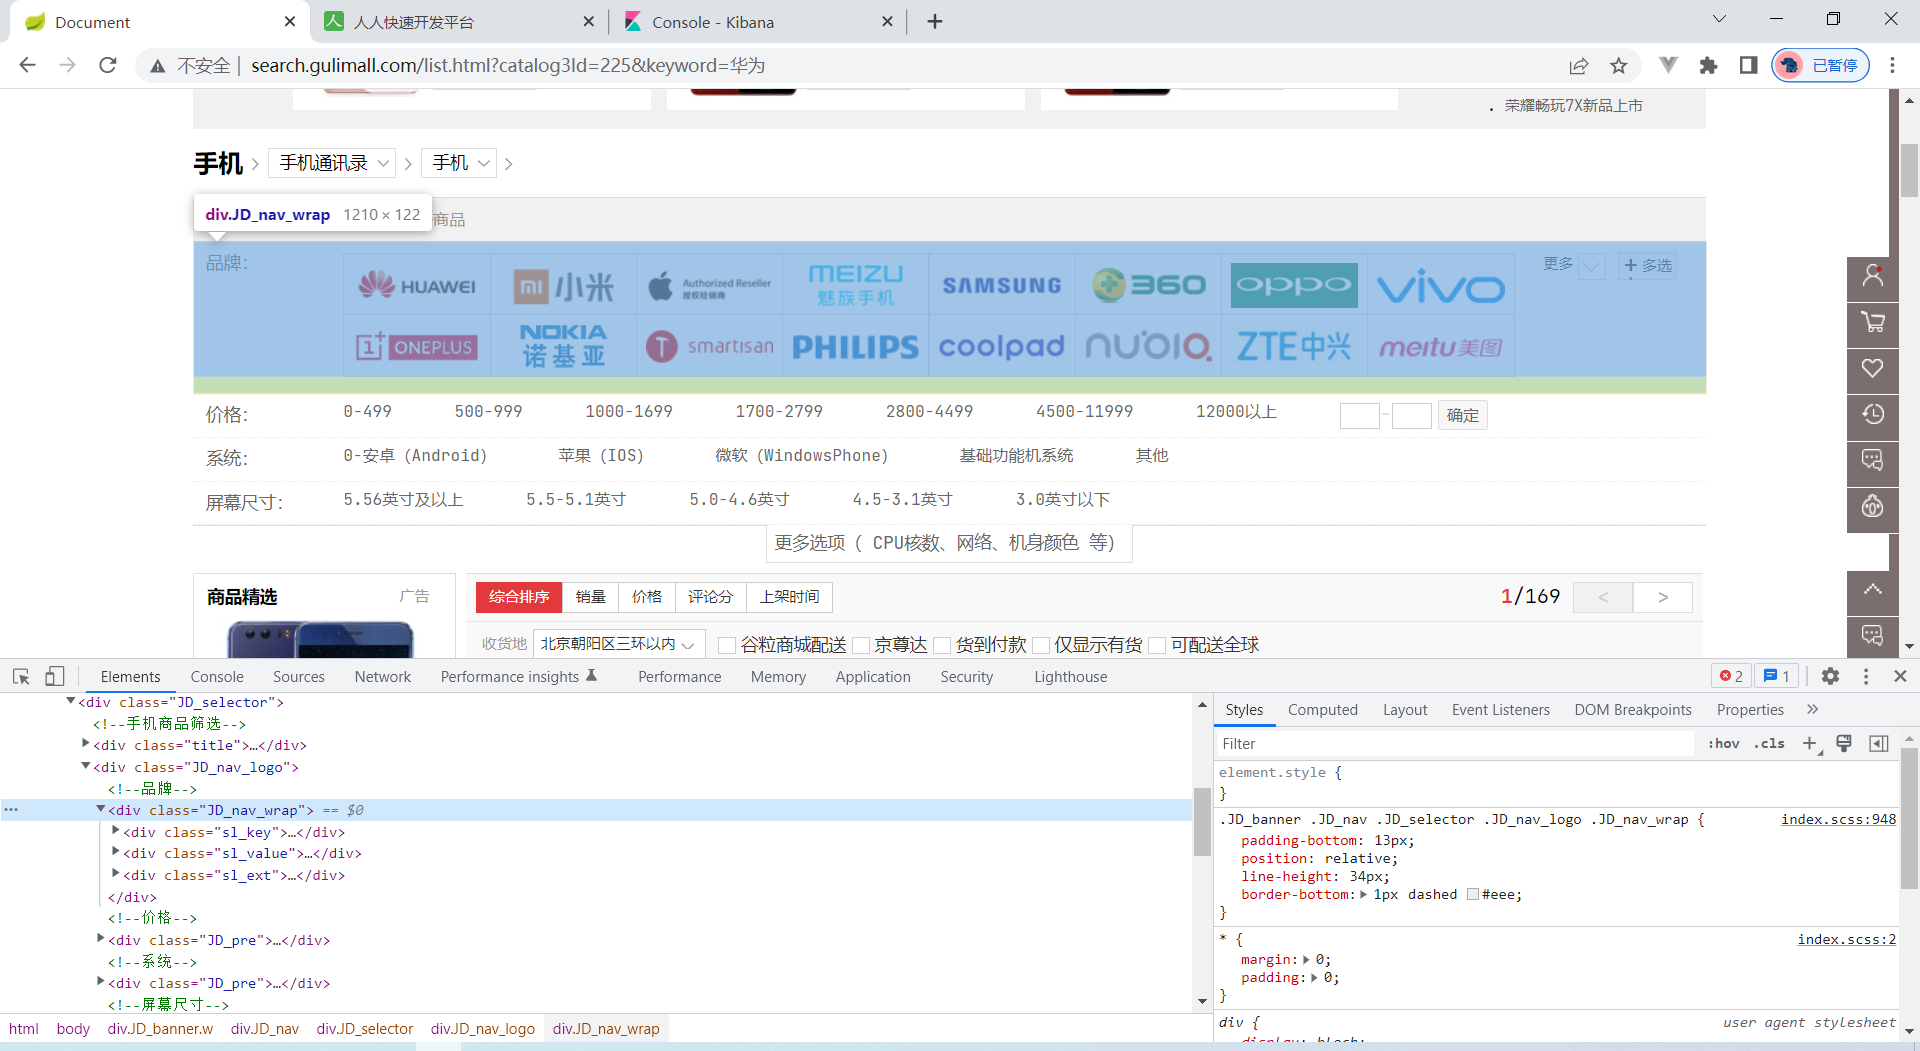 Document
人人快速开发平台
Console - Kibana
不安全 | search.gulimall.com/list.html?catalog3Id=225&keyword=华为
已暂停
. 荣耀畅玩7X新品上市
手机 > 手机通讯录 > 手机 >
div.JD_nav_wrap 1210 × 122
商品
品牌:
HUAWEI
小米
Authorized Reseller
授权经销商
MEIZU
魅族手机
SAMSUNG
360
oppo
vivo
更多
+ 多选
ONEPLUS
NOKIA
诺基亚
smartisan
PHILIPS
coolpad
nubia
ZTE中兴
meitu美图
价格: 0-499 500-999 1000-1699 1700-2799 2800-4499 4500-11999 12000以上 - 确定
系统: 0-安卓 (Android) 苹果 (IOS) 微软 (WindowsPhone) 基础功能机系统 其他
屏幕尺寸: 5.56英寸及以上 5.5-5.1英寸 5.0-4.6英寸 4.5-3.1英寸 3.0英寸以下
更多选项 ( CPU核数、网络、机身颜色 等)
商品精选 广告
综合排序 销量 价格 评论分 上架时间 1/169 < >
收货地 北京朝阳区三环以内 谷粒商城配送 京尊达 货到付款 仅显示有货 可配送全球
Elements Console Sources Network Performance insights Performance Memory Application Security Lighthouse 2 1
<div class="JD_selector">
<!--手机商品筛选-->
<div class="title">…</div>
<div class="JD_nav_logo">
<!--品牌-->
<div class="JD_nav_wrap"> == $0
<div class="sl_key">…</div>
<div class="sl_value">…</div>
<div class="sl_ext">…</div>
</div>
<!--价格-->
<div class="JD_pre">…</div>
<!--系统-->
<div class="JD_pre">…</div>
<!--屏幕尺寸-->
html body div.JD_banner.w div.JD_nav div.JD_selector div.JD_nav_logo div.JD_nav_wrap
Styles Computed Layout Event Listeners DOM Breakpoints Properties »
Filter :hov .cls +
element.style {
}
.JD_banner .JD_nav .JD_selector .JD_nav_logo .JD_nav_wrap { index.scss:948
padding-bottom: 13px;
position: relative;
line-height: 34px;
border-bottom: 1px dashed #eee;
}
* { index.scss:2
margin: 0;
padding: 0;
}
div { user agent stylesheet
display: block;